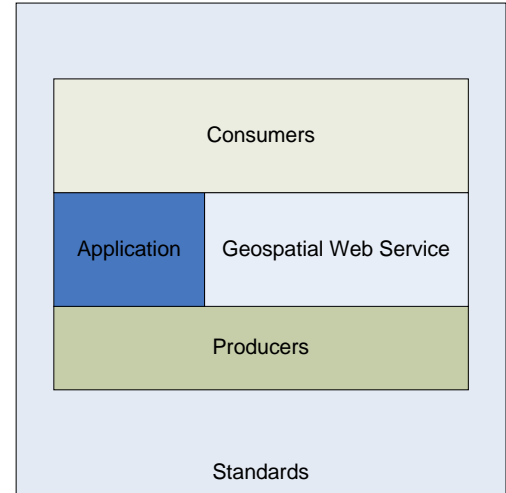 Consumers
Application
Geospatial Web Service
Producers
Standards